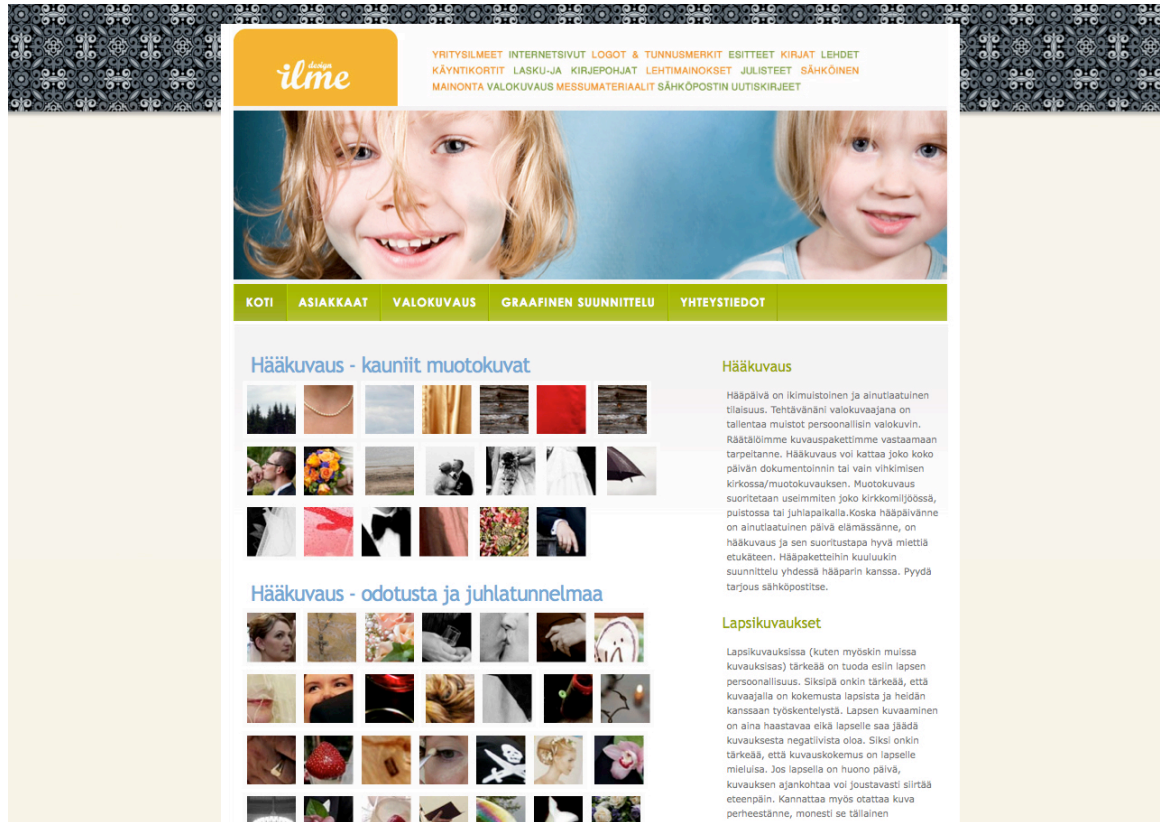 design
ilme
YRITYSILMEET INTERNETSIVUT LOGOT & TUNNUSMERKIT ESITTEET KIRJAT LEHDET
KÄYNTIKORTIT LASKU-JA KIRJEPOHJAT LEHTIMAINOKSET JULISTEET SÄHKÖINEN
MAINONTA VALOKUVAUS MESSUMATERIAALIT SÄHKÖPOSTIN UUTISKIRJEET
KOTI ASIAKKAAT VALOKUVAUS GRAAFINEN SUUNNITTELU YHTEYSTIEDOT
Hääkuvaus - kauniit muotokuvat
Hääkuvaus - odotusta ja juhlatunnelmaa
Hääkuvaus
Hääpäivä on ikimuistoinen ja ainutlaatuinen
tilaisuus. Tehtävänäni valokuvaajana on
tallentaa muistot persoonallisin valokuvin.
Räätälöimme kuvauspakettimme vastaamaan
tarpeitanne. Hääkuvaus voi kattaa joko koko
päivän dokumentoinnin tai vain vihkimisen
kirkossa/muotokuvauksen. Muotokuvaus
suoritetaan useimmiten joko kirkkomiljöössä,
puistossa tai juhlapaikalla.Koska hääpäivänne
on ainutlaatuinen päivä elämässänne, on
hääkuvaus ja sen suoritustapa hyvä miettiä
etukäteen. Hääpaketteihin kuuluukin
suunnittelu yhdessä hääparin kanssa. Pyydä
tarjous sähköpostitse.
Lapsikuvaukset
Lapsikuvauksissa (kuten myöskin muissa
kuvauksisas) tärkeää on tuoda esiin lapsen
persoonallisuus. Siksipä onkin tärkeää, että
kuvaajalla on kokemusta lapsista ja heidän
kanssaan työskentelystä. Lapsen kuvaaminen
on aina haastavaa eikä lapselle saa jäädä
kuvauksesta negatiivista oloa. Siksi onkin
tärkeää, että kuvauskokemus on lapselle
mieluisa. Jos lapsella on huono päivä,
kuvauksen ajankohtaa voi joustavasti siirtää
eteenpäin. Kannattaa myös otattaa kuva
perheestänne, monesti se tällainen